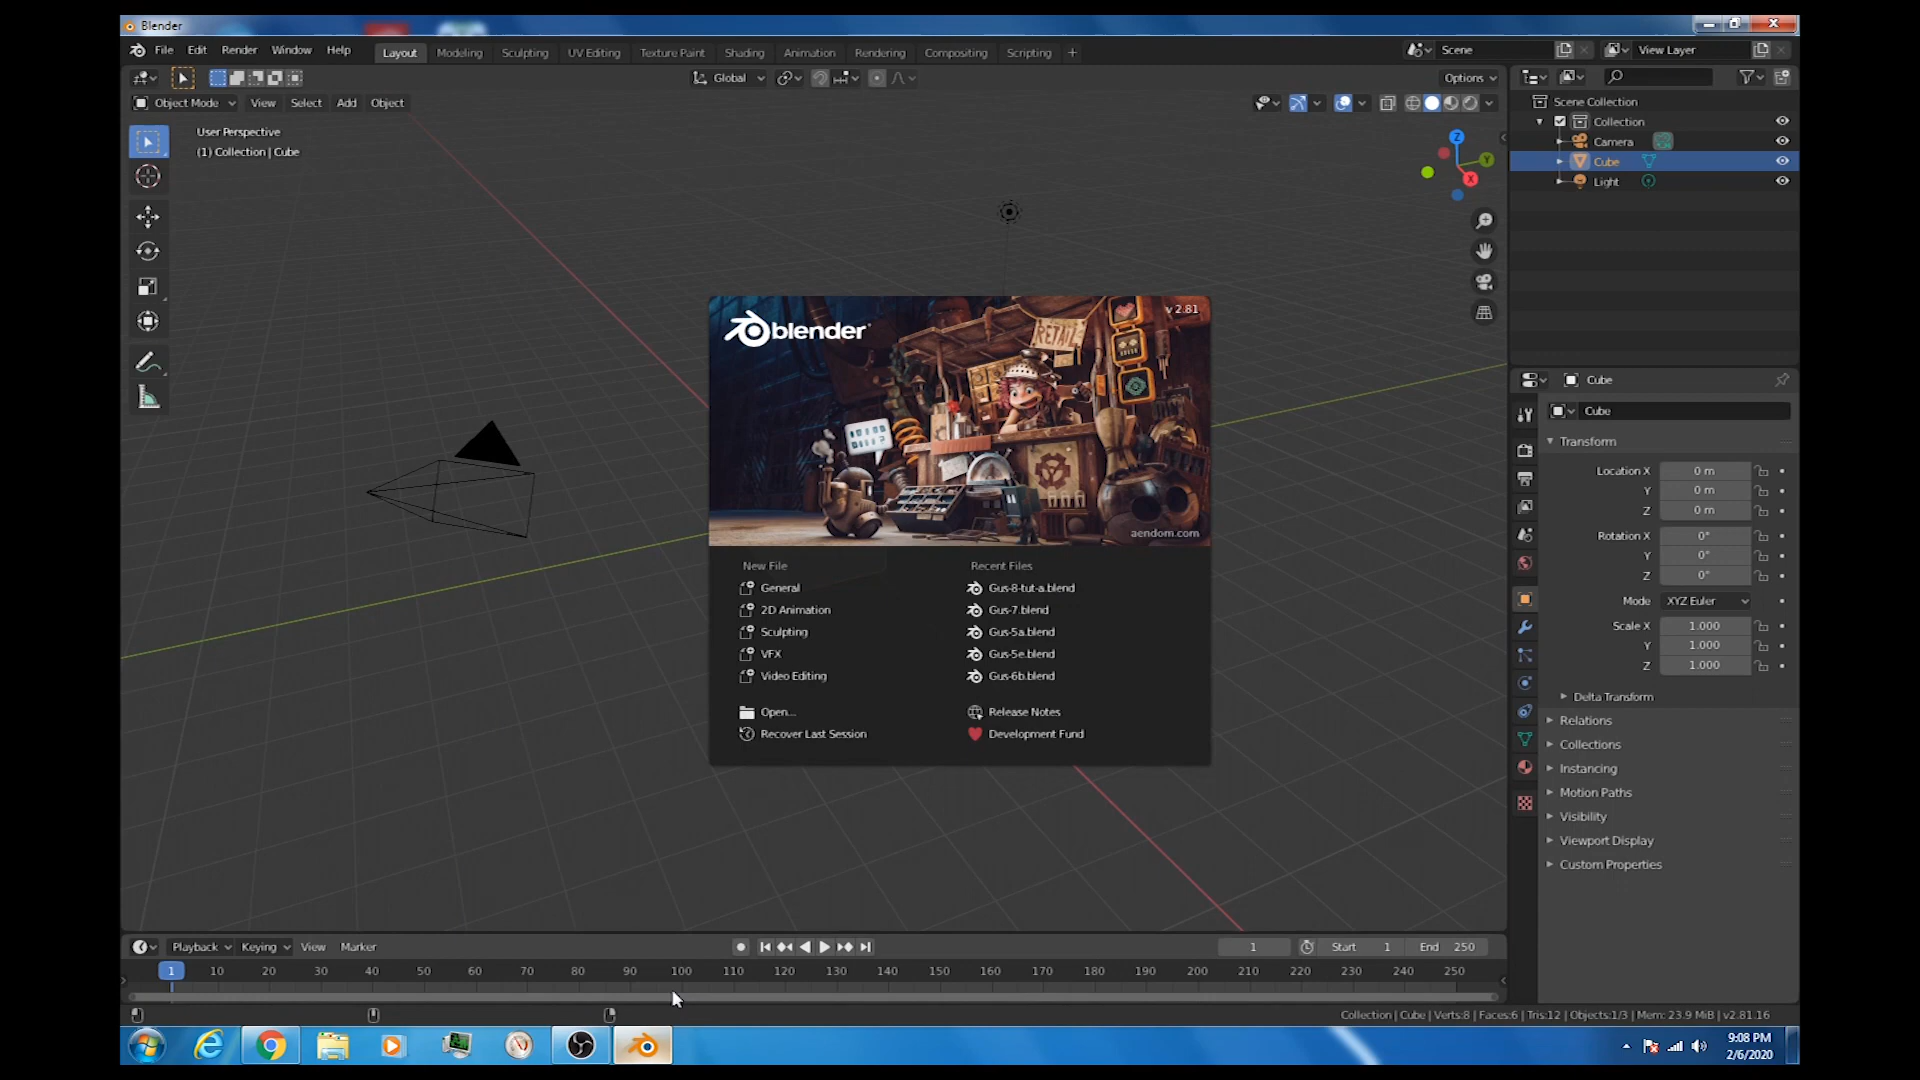 Blender
File Edit Render Window Help Layout Modeling Sculpting UV Editing Texture Paint Shading Animation Rendering Compositing Scripting + Scene View Layer
Global Options
Object Mode View Select Add Object
User Perspective
(1) Collection | Cube
Z
Y
X
Scene Collection
Collection
Camera
Cube
Light
blender
v 2.81
RETAIL
aendom.com
New File Recent Files
General Gus-8-tut-a.blend
2D Animation Gus-7.blend
Sculpting Gus-5a.blend
VFX Gus-5e.blend
Video Editing Gus-6b.blend
Open... Release Notes
Recover Last Session Development Fund
Cube
Cube
Transform
Location X 0 m
Y 0 m
Z 0 m
Rotation X 0°
Y 0°
Z 0°
Mode XYZ Euler
Scale X 1.000
Y 1.000
Z 1.000
Delta Transform
Relations
Collections
Instancing
Motion Paths
Visibility
Viewport Display
Custom Properties
Playback Keying View Marker 1 Start 1 End 250
1 10 20 30 40 50 60 70 80 90 100 110 120 130 140 150 160 170 180 190 200 210 220 230 240 250
Collection | Cube | Verts:8 | Faces:6 | Tris:12 | Objects:1/3 | Mem: 23.9 MiB | v2.81.16
9:08 PM
2/6/2020